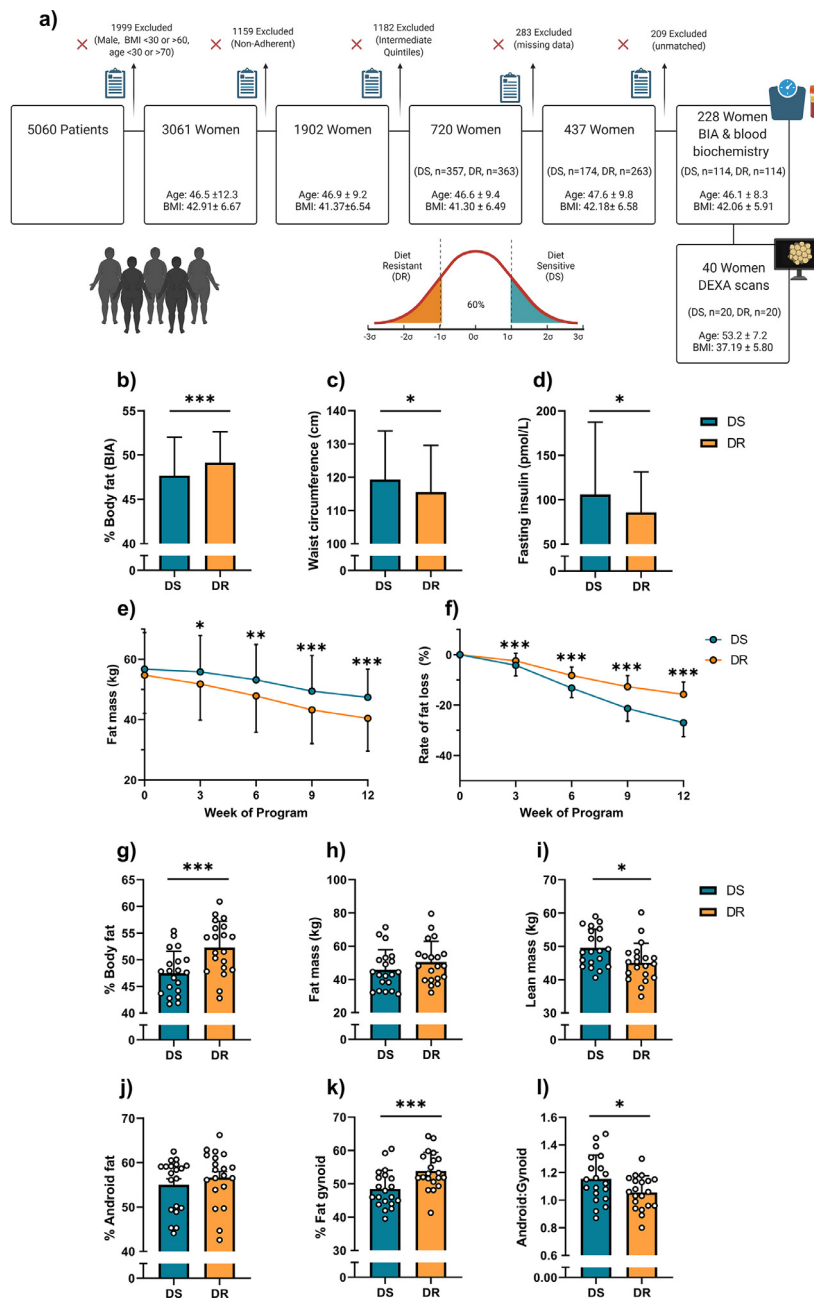 a)
1999 Excluded
(Male, BMI <30 or >60,
age <30 or >70)
1159 Excluded
(Non-Adherent)
1182 Excluded
(Intermediate
Quintiles)
283 Excluded
(missing data)
209 Excluded
(unmatched)
5060 Patients
3061 Women
Age: 46.5 ±12.3
BMI: 42.91± 6.67
1902 Women
Age: 46.9 ± 9.2
BMI: 41.37±6.54
720 Women
(DS, n=357, DR, n=363)
Age: 46.6 ± 9.4
BMI: 41.30 ± 6.49
437 Women
(DS, n=174, DR, n=263)
Age: 47.6 ± 9.8
BMI: 42.18± 6.58
228 Women
BIA & blood
biochemistry
(DS, n=114, DR, n=114)
Age: 46.1 ± 8.3
BMI: 42.06 ± 5.91
40 Women
DEXA scans
(DS, n=20, DR, n=20)
Age: 53.2 ± 7.2
BMI: 37.19 ± 5.80
Diet
Resistant
(DR)
60%
Diet
Sensitive
(DS)
-3σ -2σ -1σ 0σ 1σ 2σ 3σ
b)
***
% Body fat (BIA)
55
50
45
40
0
DS DR
c)
*
Waist circumference (cm)
140
130
120
110
100
0
DS DR
d)
*
Fasting insulin (pmol/L)
200
150
100
50
0
DS DR
DS
DR
e)
* ** *** ***
Fat mass (kg)
60
40
20
0 3 6 9 12
Week of Program
f)
*** *** *** ***
Rate of fat loss (%)
0
-20
-40
0 3 6 9 12
Week of Program
DS
DR
g)
***
% Body fat
65
60
55
50
45
40
0
DS DR
h)
Fat mass (kg)
100
80
60
40
20
0
DS DR
i)
*
Lean mass (kg)
70
60
50
40
30
0
DS DR
DS
DR
j)
% Android fat
70
60
50
40
0
DS DR
k)
***
% Fat gynoid
70
60
50
40
30
0
DS DR
l)
*
Android:Gynoid
1.6
1.4
1.2
1.0
0.8
0.6
0.00
DS DR